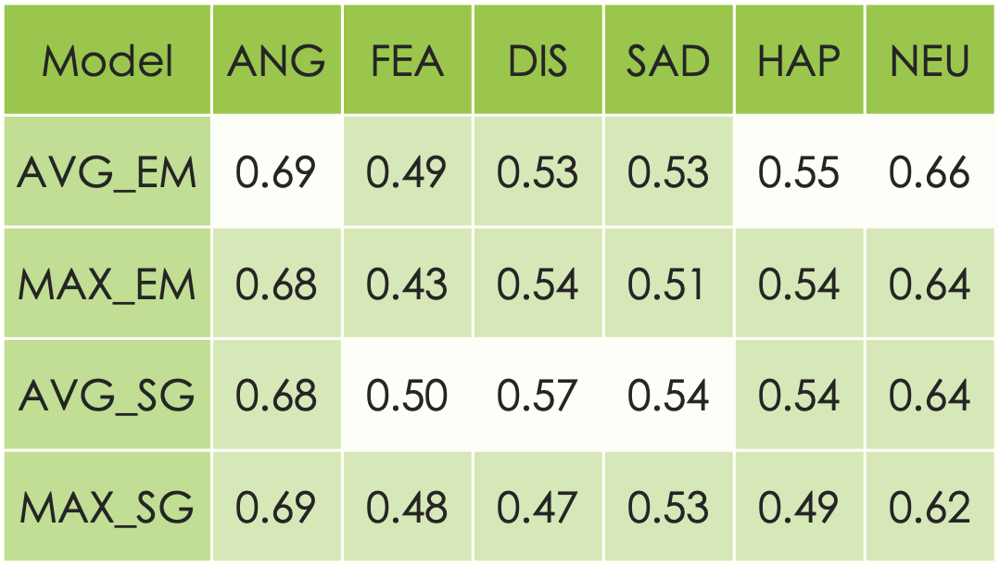 Model ANG FEA DIS SAD HAP NEU
AVG_EM 0.69 0.49 0.53 0.53 0.55 0.66
MAX_EM 0.68 0.43 0.54 0.51 0.54 0.64
AVG_SG 0.68 0.50 0.57 0.54 0.54 0.64
MAX_SG 0.69 0.48 0.47 0.53 0.49 0.62